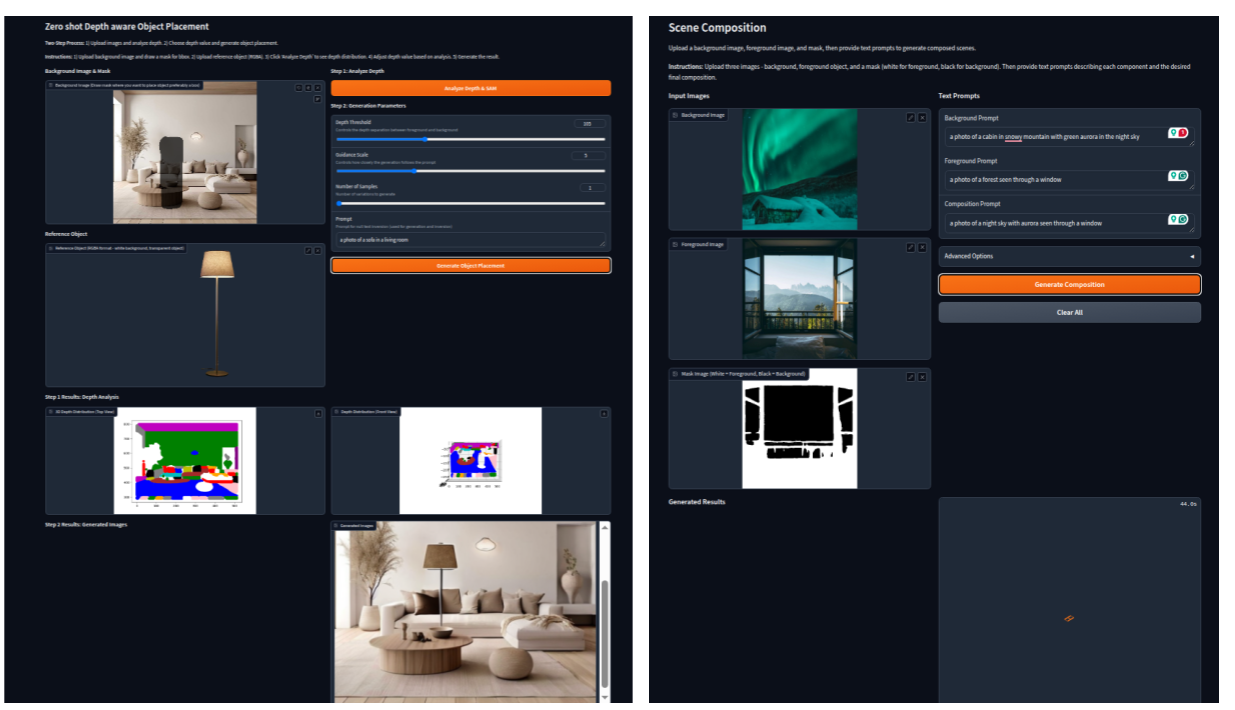 Zero shot Depth aware Object Placement
Two-Step Process: 1) Upload images and analyze depth. 2) Choose depth value and generate object placement.
Instructions: 1) Upload background image and draw a mask for bbox. 2) Upload reference object (RGBA). 3) Click 'Analyze Depth' to see depth distribution. 4) Adjust depth value based on analysis. 5) Generate the result.
Background Image & Mask
Background Image (Draw mask where you want to place object preferably a box)
Reference Object
Reference Object (RGBA format - white background, transparent object)
Step 1: Analyze Depth
Analyze Depth & SAM
Step 2: Generation Parameters
Depth Threshold
Controls the depth separation between foreground and background
Guidance Scale
5
Controls how closely the generation follows the prompt
Number of Samples
1
Number of variations to generate
Prompt
a photo of a sofa in a living room
Generate Object Placement
Step 1 Results: Depth Analysis
3D Depth Distribution (Top View)
Depth Distribution (Front View)
Step 2 Results: Generated Images
Generated Images
Scene Composition
Upload a background image, foreground image, and mask, then provide text prompts to generate composed scenes.
Instructions: Upload three images - background, foreground object, and a mask (white for foreground, black for background). Then provide text prompts describing each component and the desired
final composition.
Input Images
Background Image
Foreground Image
Mask Image (White = Foreground, Black = Background)
Text Prompts
Background Prompt
a photo of a cabin in snowy mountain with green aurora in the night sky
Foreground Prompt
a photo of a forest seen through a window
Composition Prompt
a photo of a night sky with aurora seen through a window
Advanced Options
Generate Composition
Clear All
Generated Results
44.0s